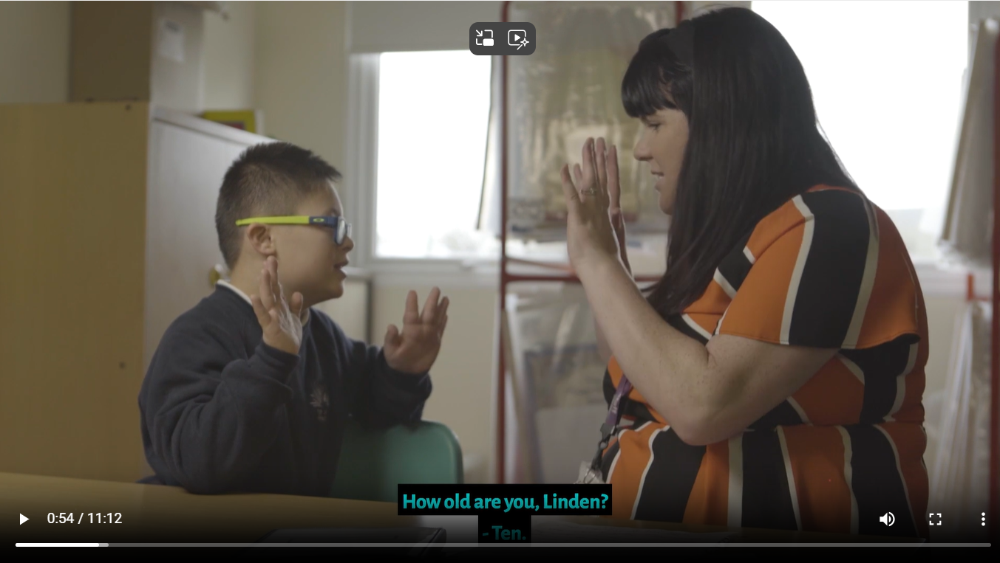 How old are you, Linden?
- Ten.
0:54 / 11:12